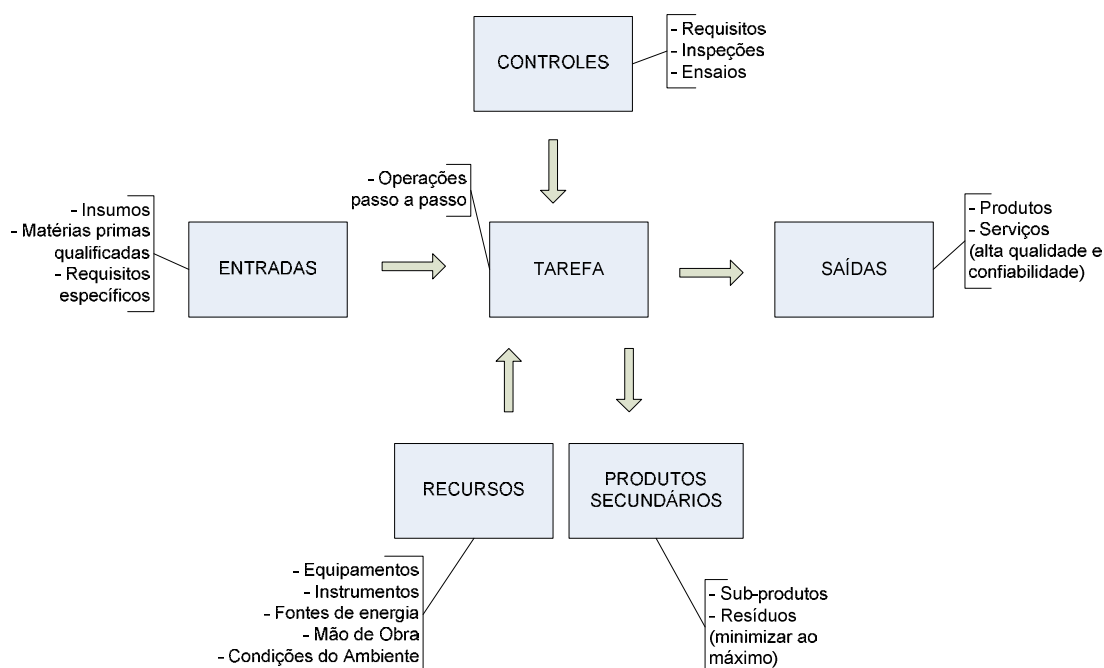 CONTROLES
- Requisitos
- Inspeções
- Ensaios
- Operações
passo a passo
- Insumos
- Matérias primas
qualificadas
- Requisitos
específicos
ENTRADAS
TAREFA
SAÍDAS
- Produtos
- Serviços
(alta qualidade e
confiabilidade)
RECURSOS
PRODUTOS
SECUNDÁRIOS
- Equipamentos
- Instrumentos
- Fontes de energia
- Mão de Obra
- Condições do Ambiente
- Sub-produtos
- Resíduos
(minimizar ao
máximo)